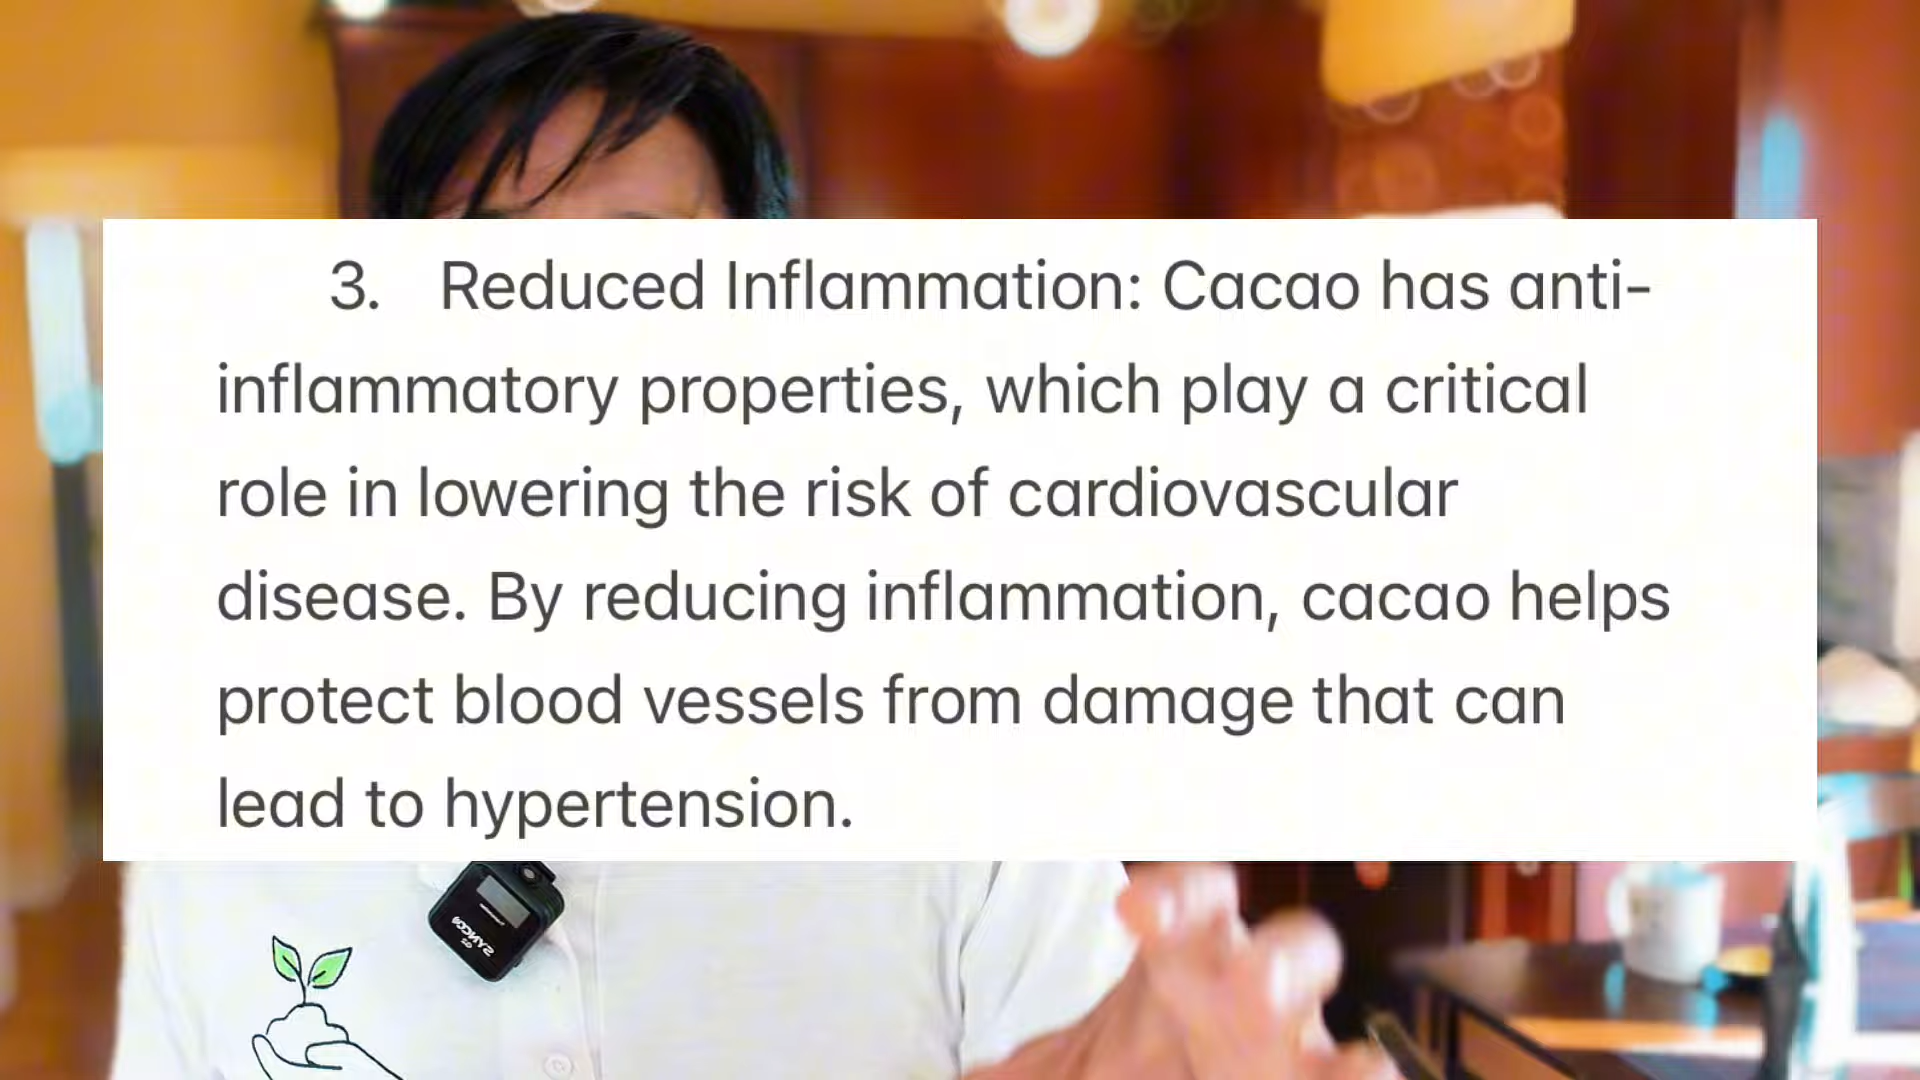 3. Reduced Inflammation: Cacao has anti-
inflammatory properties, which play a critical
role in lowering the risk of cardiovascular
disease. By reducing inflammation, cacao helps
protect blood vessels from damage that can
lead to hypertension.